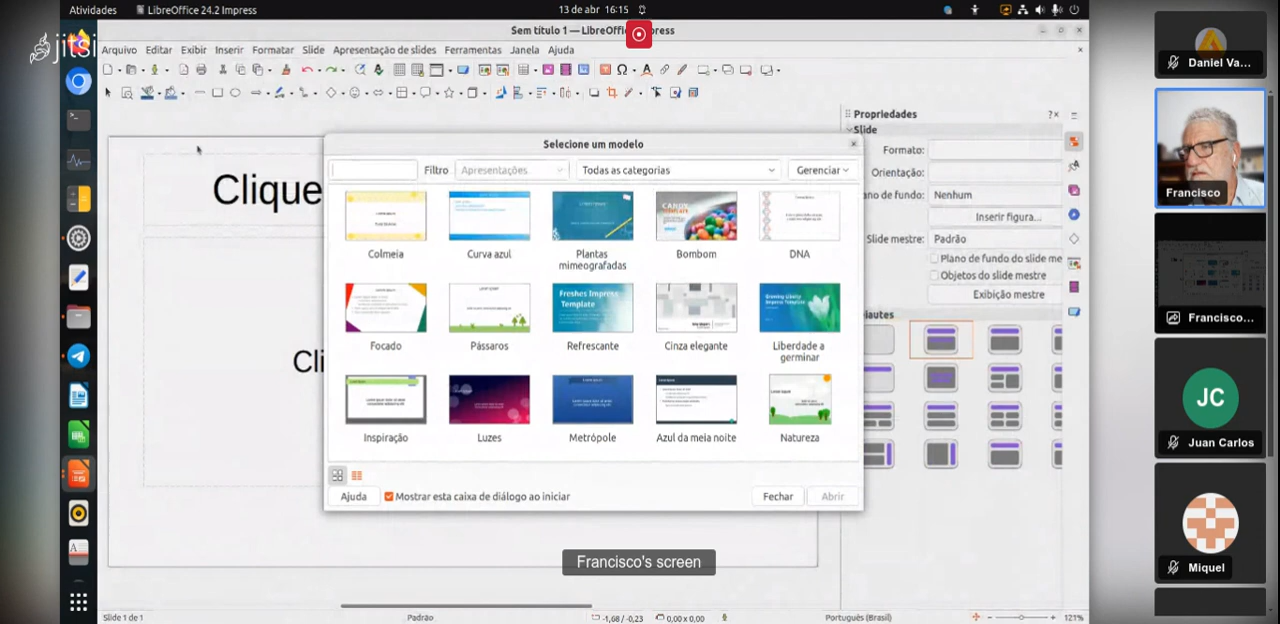 Atividades LibreOffice 24.2 Impress 13 de abr 16:15
jitsi
Sem título 1 — LibreOffi
press
Arquivo Editar Exibir Inserir Formatar Slide Apresentação de slides Ferramentas Janela Ajuda
Clique
Cli
Selecione um modelo
Filtro Apresentações Todas as categorias Gerenciar
Colmeia Curva azul Plantas mimeografadas Bombom DNA
Focado Pássaros Refrescante Cinza elegante Liberdade a germinar
Freshes Impress
Template
CANDY
Inspiração Luzes Metrópole Azul da meia noite Natureza
Ajuda Mostrar esta caixa de diálogo ao iniciar Fechar Abrir
Propriedades
Slide
Formato:
Orientação:
ano de fundo: Nenhum
Inserir figura...
Slide mestre: Padrão
Plano de fundo do slide me
Objetos do slide mestre
Exibição mestre
iautes
Francisco's screen
Slide 1 de 1 Padrão -1,68 / -0,23 0,00 x 0,00 Português (Brasil) 121%
Daniel Va...
Francisco
Francisco...
JC
Juan Carlos
Miquel